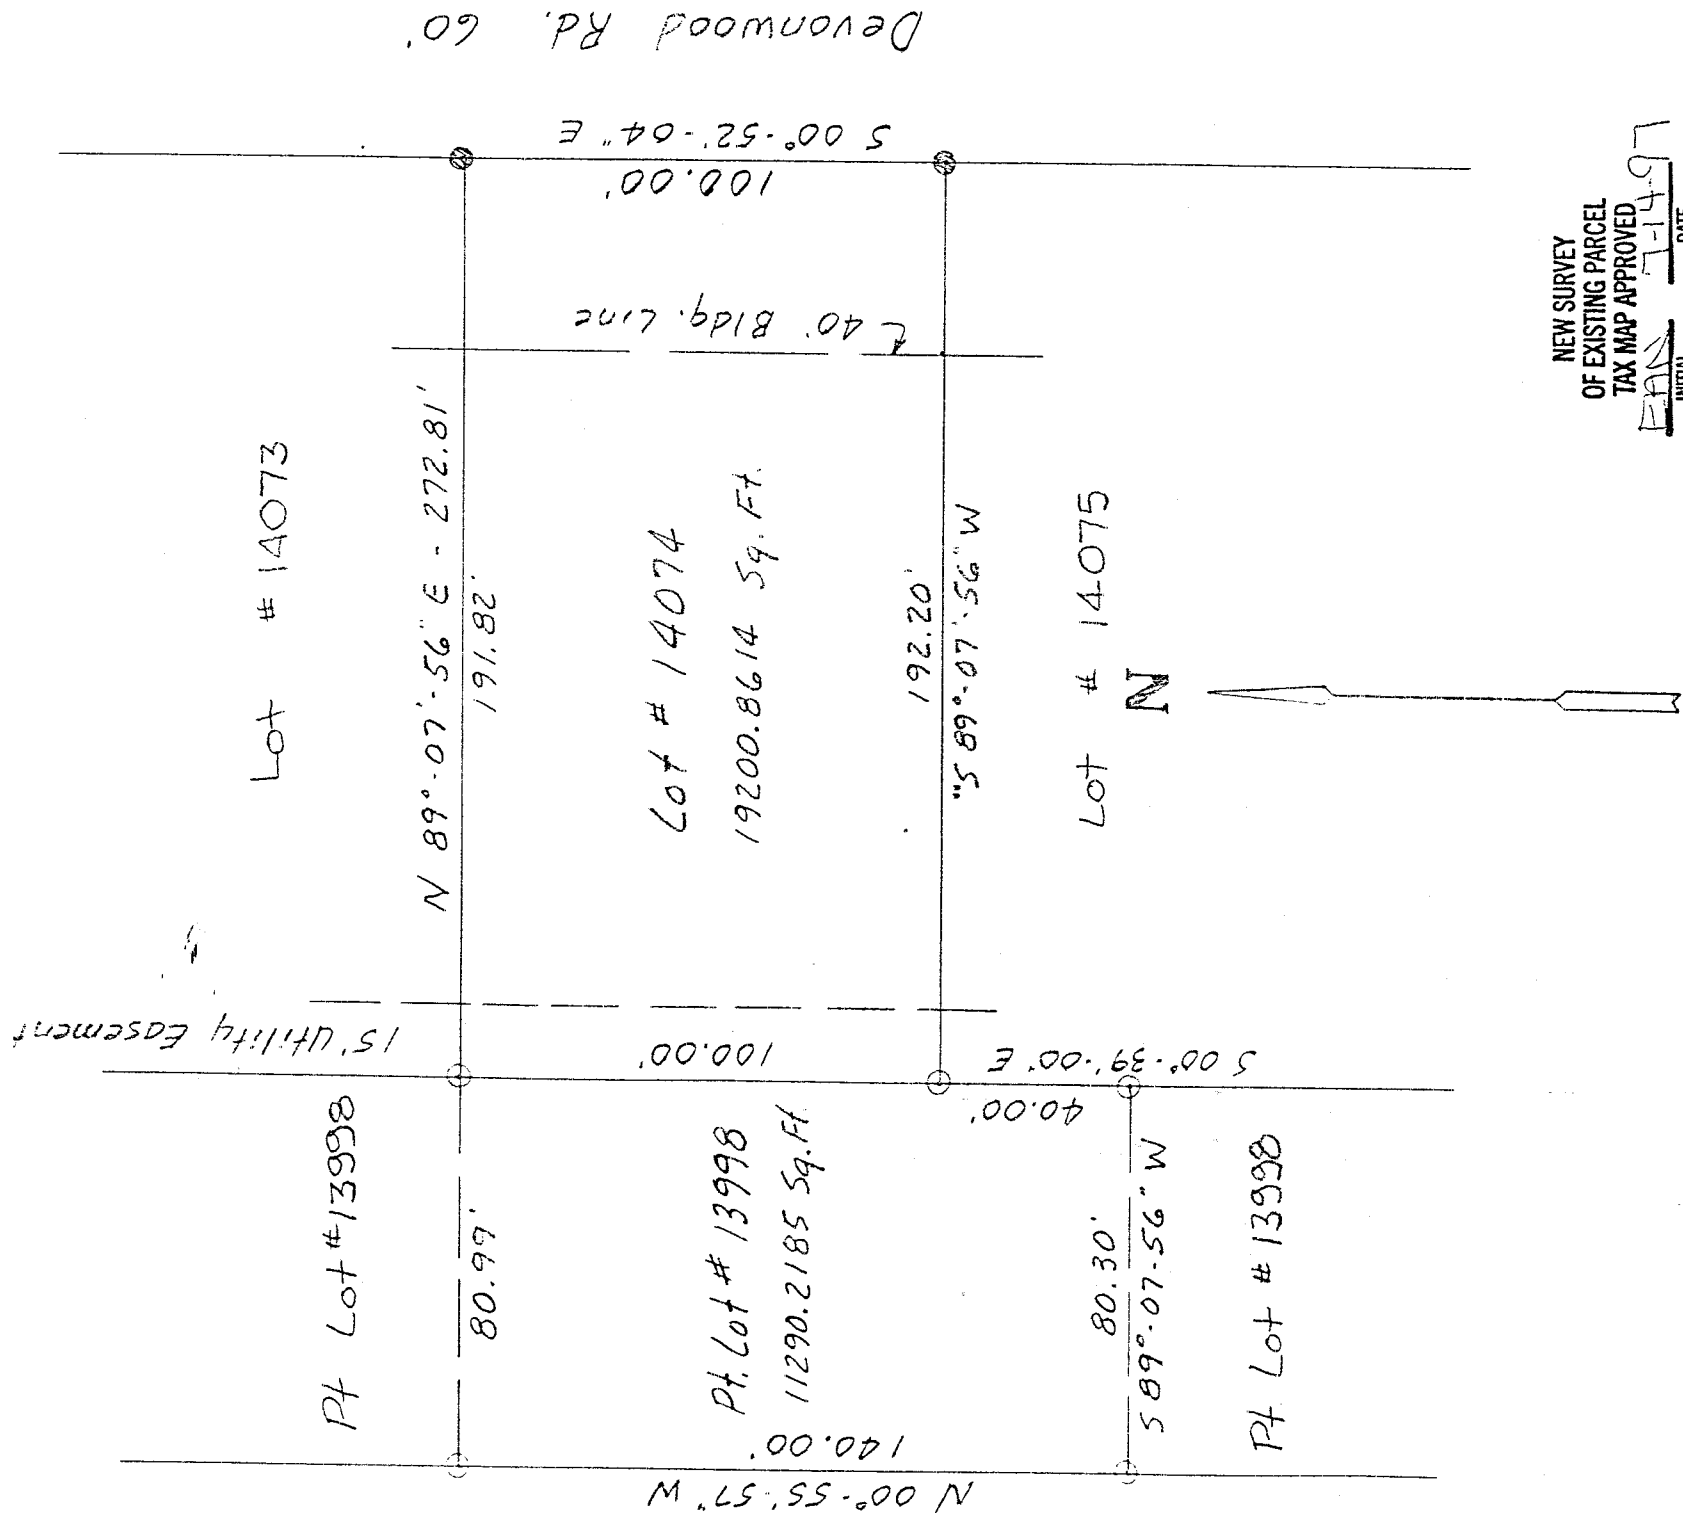 Devonwood Rd. 60'
S 00°-52'-04" E
100.00'
40' Bldg. Line
Lot #14073
N 89°-07'-56" E - 272.81'
191.82'
Lot # 14074
19200.8614 Sq. Ft.
192.20'
"S 89°-07'-56" W
Lot # 14075
N
15' Utility Easement
100.00'
S 00°-39'-00" E
40.00'
Pt Lot #13998
80.99'
Pt. Lot # 13998
11290.2185 Sq. Ft.
80.30'
S 89°-07'-56" W
Pt Lot #13998
140.00'
N 00°-55'-57" W
NEW SURVEY
OF EXISTING PARCEL
TAX MAP APPROVED
INITIAL DATE